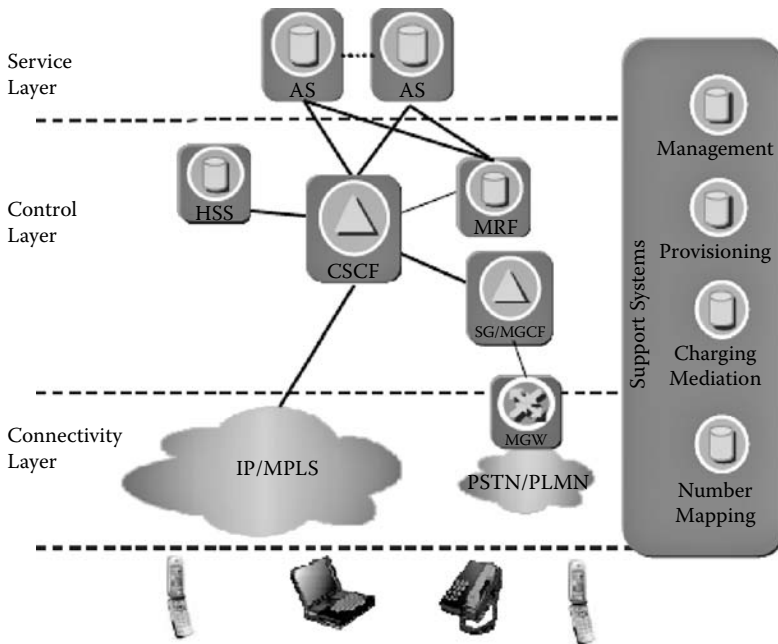 Service
Layer
AS
AS
Control
Layer
HSS
CSCF
MRF
SG/MGCF
Connectivity
Layer
IP/MPLS
MGW
PSTN/PLMN
Support Systems
Management
Provisioning
Charging
Mediation
Number
Mapping